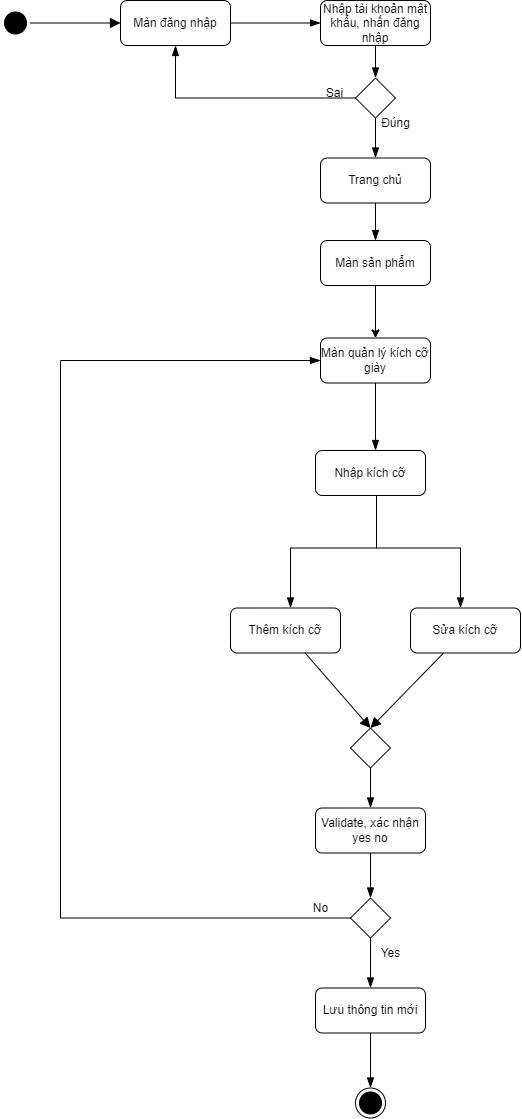 Màn đăng nhập
Nhập tài khoản mật
khẩu, nhấn đăng
nhập
Sai
Đúng
Trang chủ
Màn sản phẩm
Màn quản lý kích cỡ
giày
Nhập kích cỡ
Thêm kích cỡ
Sửa kích cỡ
Validate, xác nhận
yes no
No
Yes
Lưu thông tin mới